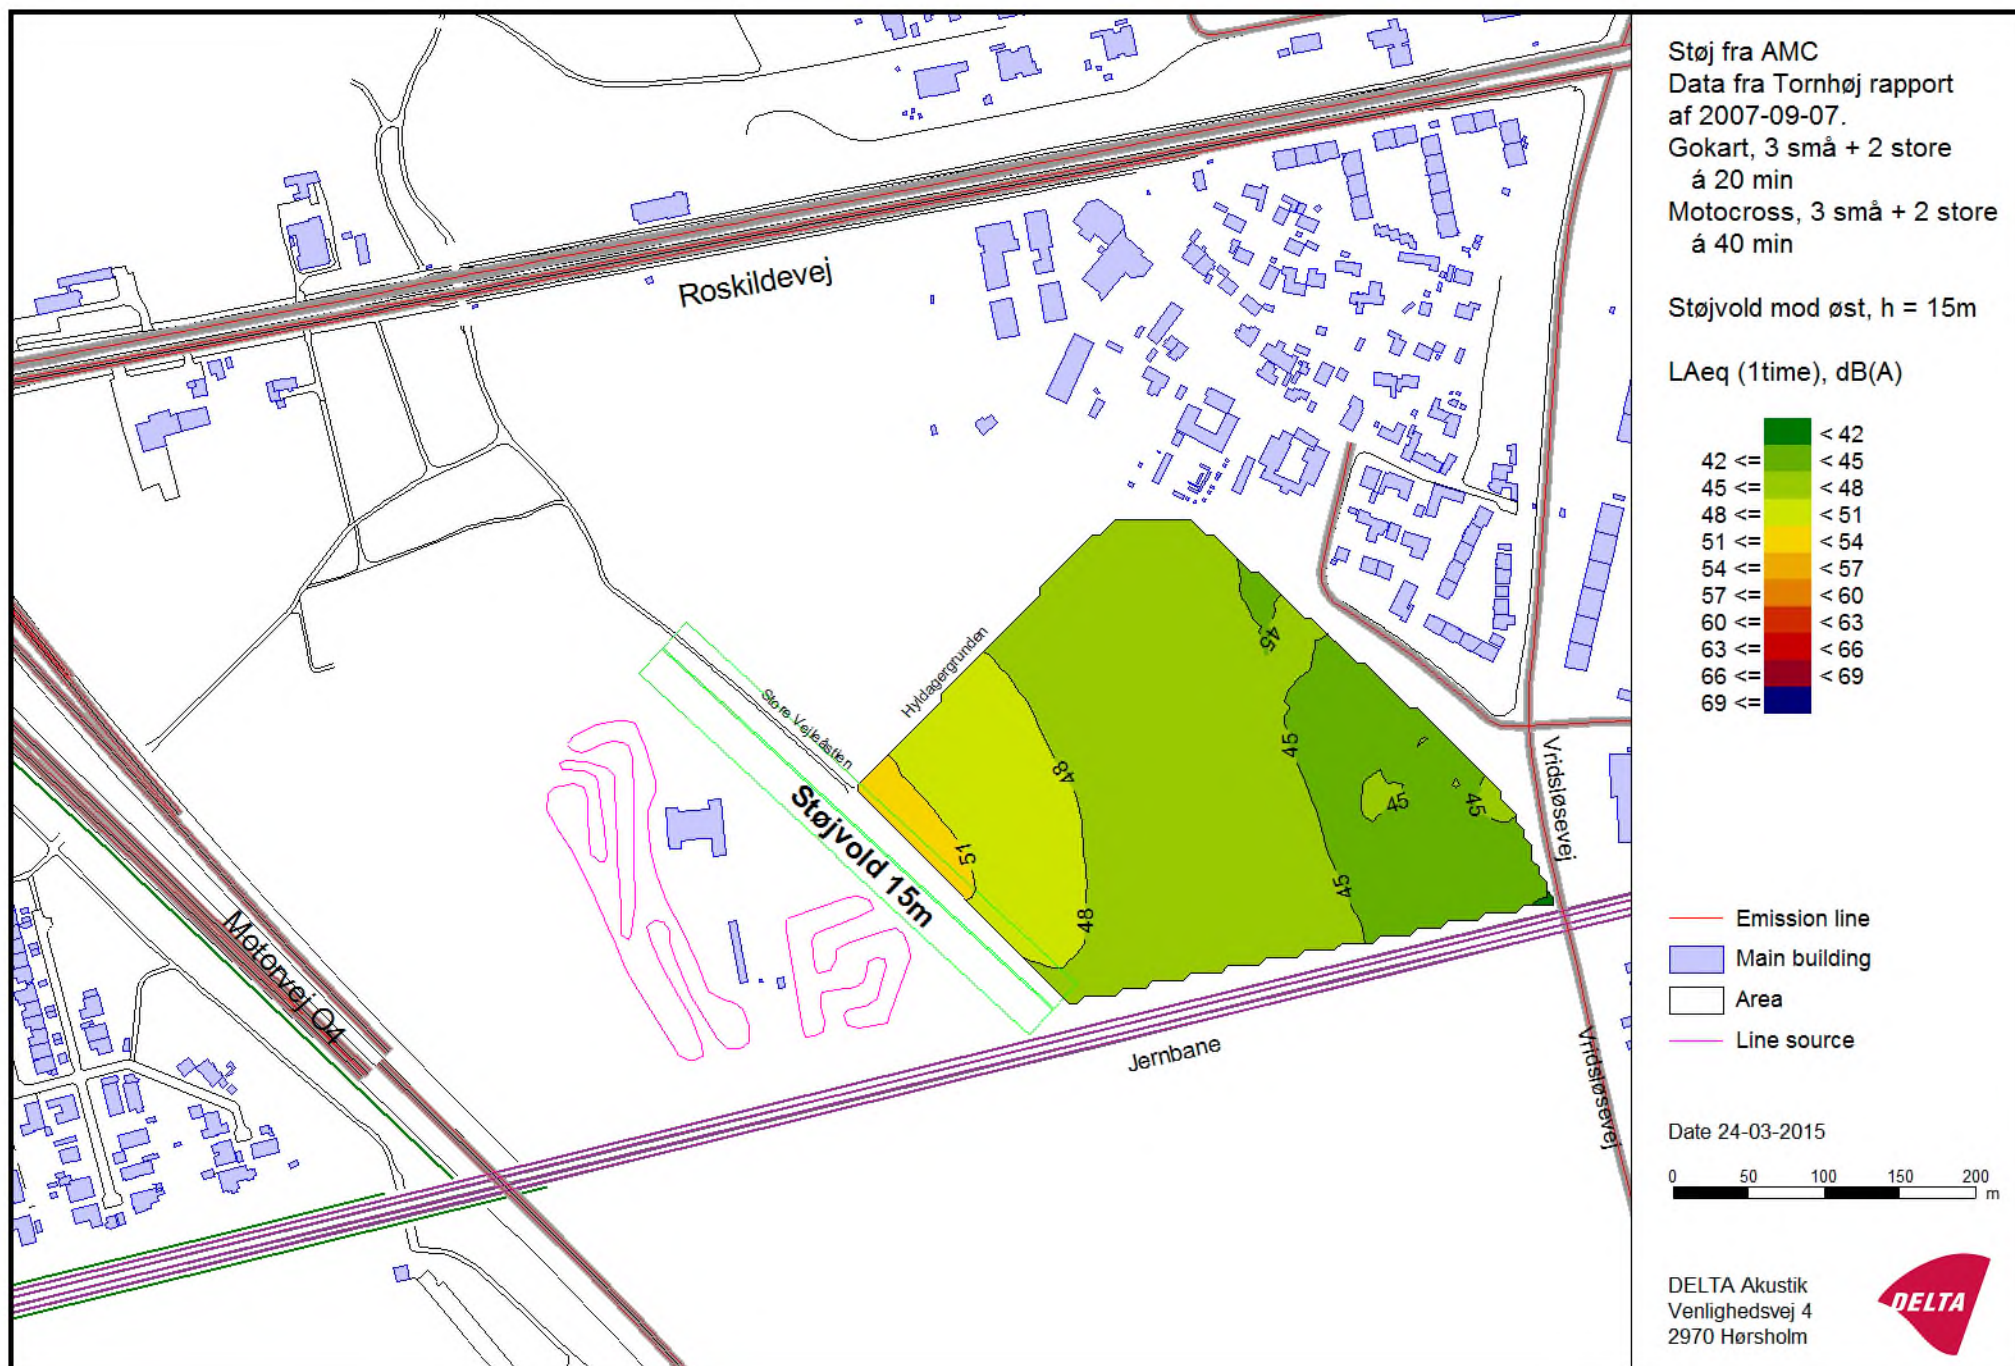 Støj fra AMC
Data fra Tornhøj rapport
af 2007-09-07.
Gokart, 3 små + 2 store
á 20 min
Motocross, 3 små + 2 store
á 40 min
Støjvold mod øst, h = 15m
LAeq (1time), dB(A)
< 42
42 <= < 45
45 <= < 48
48 <= < 51
51 <= < 54
54 <= < 57
57 <= < 60
60 <= < 63
63 <= < 66
66 <= < 69
69 <=
Emission line
Main building
Area
Line source
Date 24-03-2015
0 50 100 150 200
m
DELTA Akustik
Venlighedsvej 4
2970 Hørsholm
DELTA
Roskildevej
Hyldagergrunden
Store Vejleåstien
Støjvold 15m
Motorvej O4
Jernbane
Vridsløsevej
Vridsløsevej
45
48
45
45
45
51
45
48